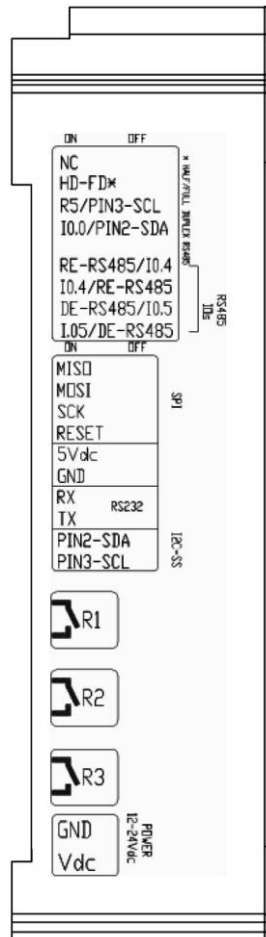 ON OFF
NC
HD-FD*
R5/PIN3-SCL
I0.0/PIN2-SDA
* HALF/FULL DUPLEX RS485
RE-RS485/I0.4
I0.4/RE-RS485
DE-RS485/I0.5
I.05/DE-RS485
RS485
IOs
ON OFF
MISO
MOSI
SCK
RESET
SPI
5Vdc
GND
RX
TX
RS232
PIN2-SDA
PIN3-SCL
I2C-SS
R1
R2
R3
GND
Vdc
POWER
12-24Vdc